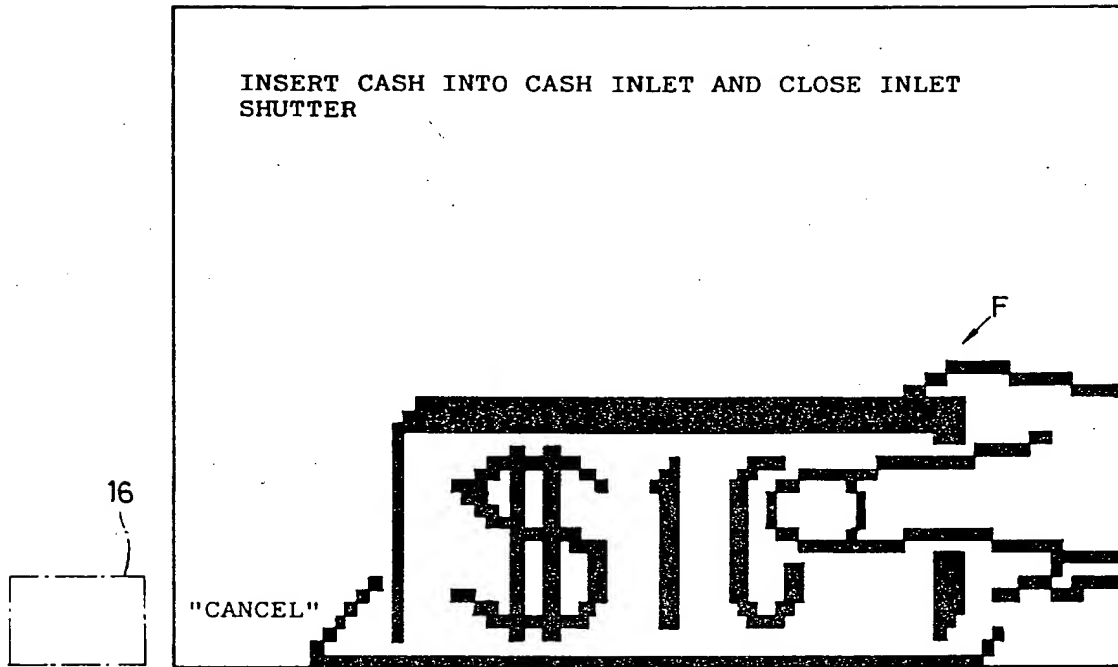 INSERT CASH INTO CASH INLET AND CLOSE INLET
SHUTTER
F
$10
16
"CANCEL"